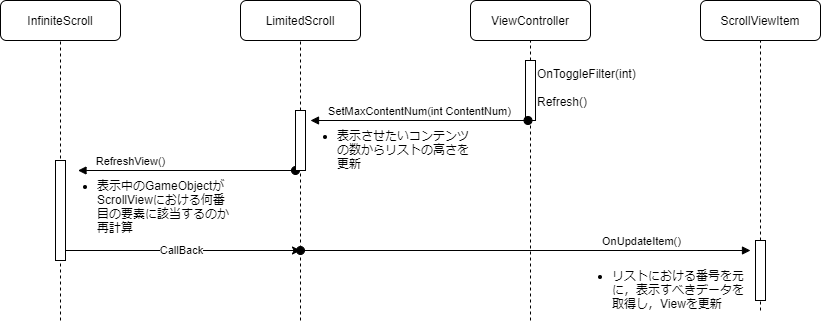 InfiniteScroll
LimitedScroll
ViewController
ScrollViewItem
OnToggleFilter(int)
Refresh()
SetMaxContentNum(int ContentNum)
• 表示させたいコンテンツ
の数からリストの高さを
更新
RefreshView()
• 表示中のGameObjectが
ScrollViewにおける何番
目の要素に該当するのか
再計算
CallBack
OnUpdateItem()
• リストにおける番号を元
に，表示すべきデータを
取得し，Viewを更新